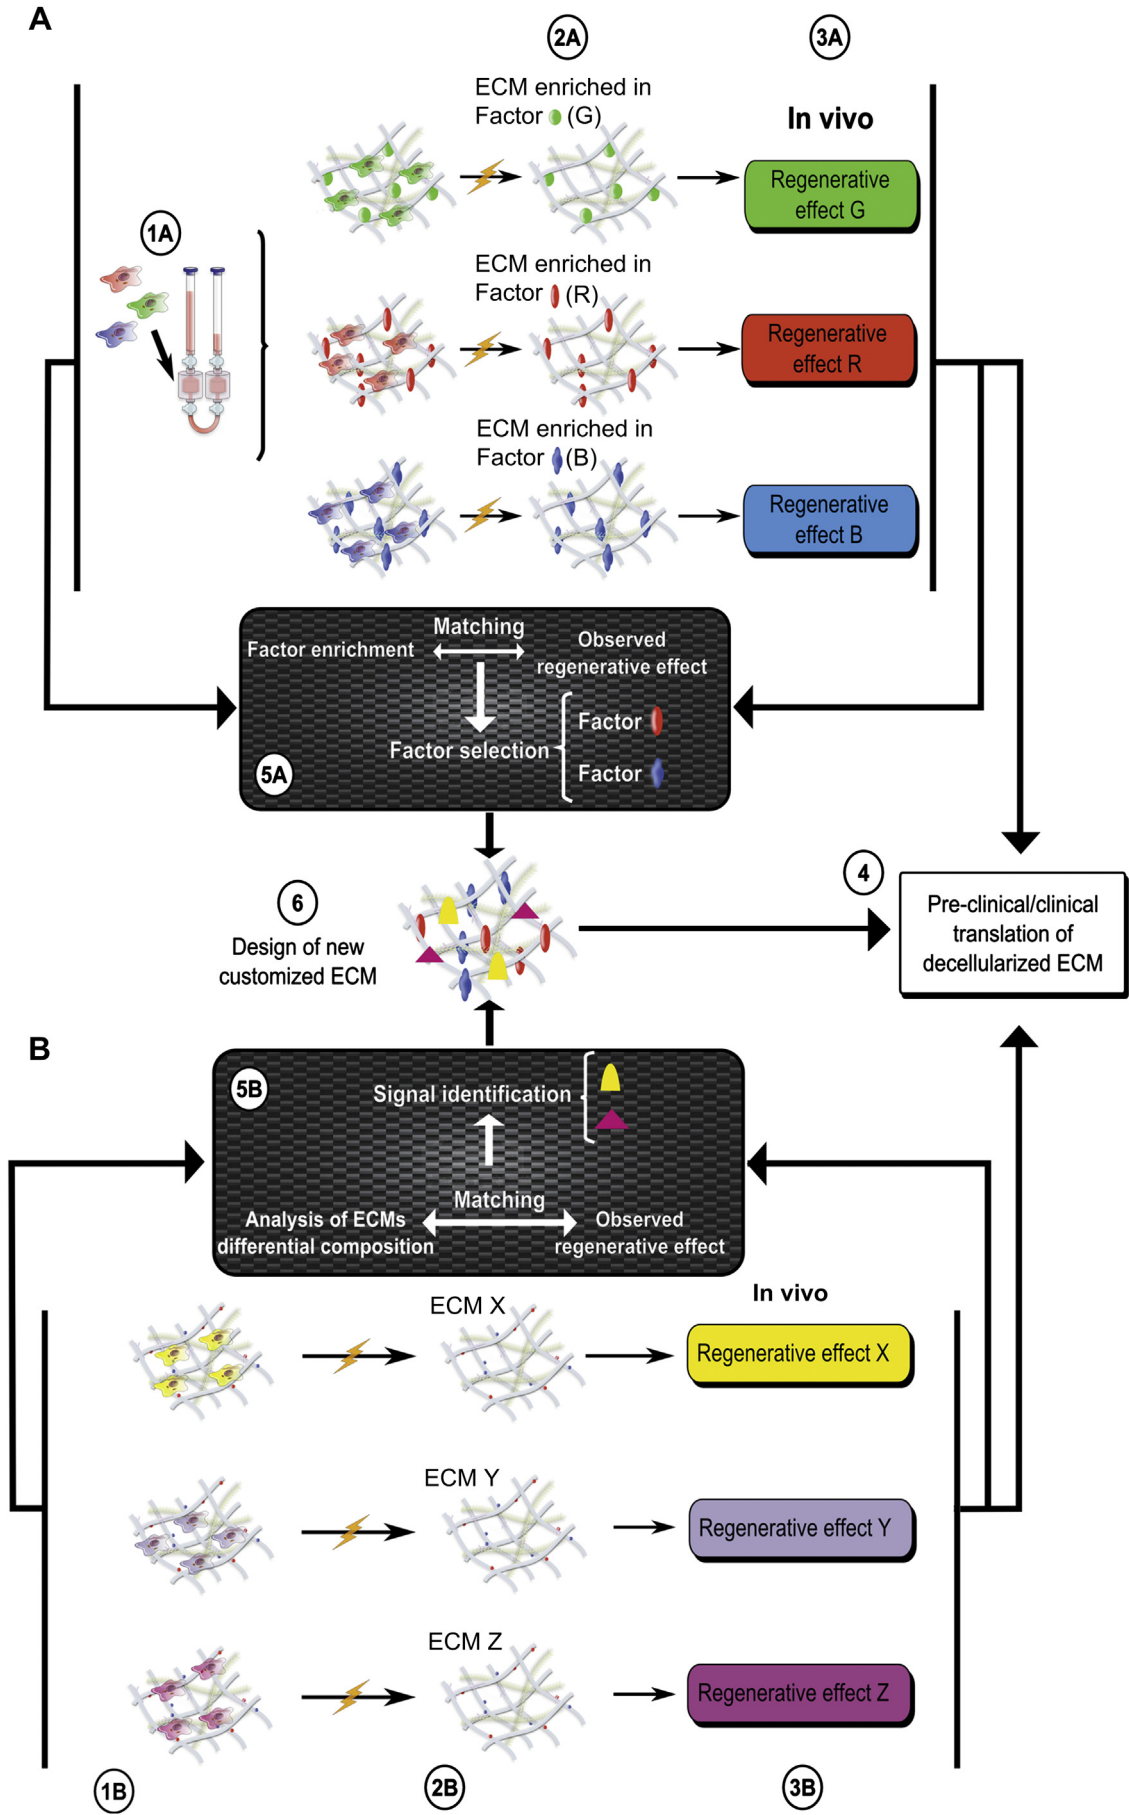 A
2A
3A
ECM enriched in
Factor (G)
In vivo
Regenerative
effect G
1A
ECM enriched in
Factor (R)
Regenerative
effect R
ECM enriched in
Factor (B)
Regenerative
effect B
Matching
Factor enrichment
Observed
regenerative effect
Factor selection
Factor
Factor
5A
4
6
Design of new
customized ECM
Pre-clinical/clinical
translation of
decellularized ECM
B
5B
Signal identification
Matching
Analysis of ECMs
differential composition
Observed
regenerative effect
In vivo
ECM X
Regenerative effect X
ECM Y
Regenerative effect Y
ECM Z
Regenerative effect Z
1B
2B
3B